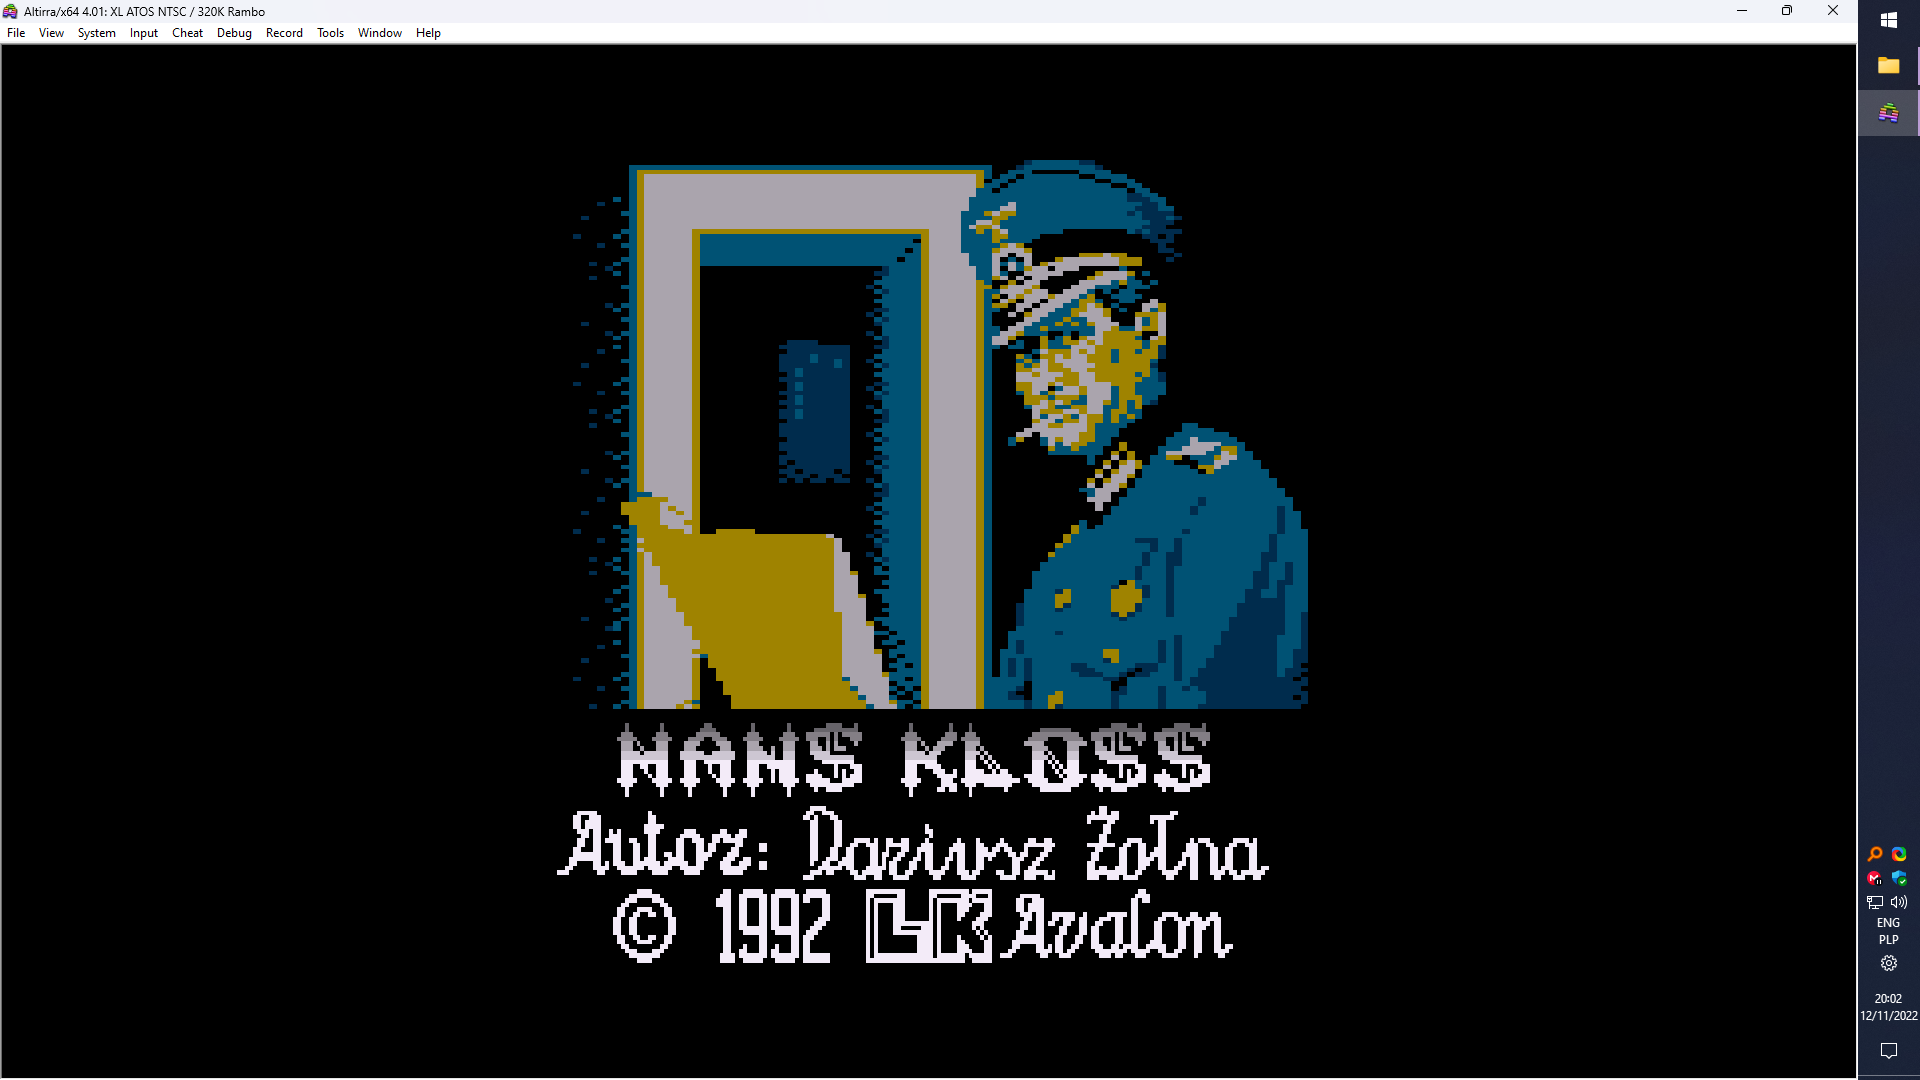 Altirra/x64 4.01: XL ATOS NTSC / 320K Rambo
File View System Input Cheat Debug Record Tools Window Help
HANS KLOSS
Autor: Dariusz Żołna
© 1992 LK Avalon
ENG
PLP
20:02
12/11/2022